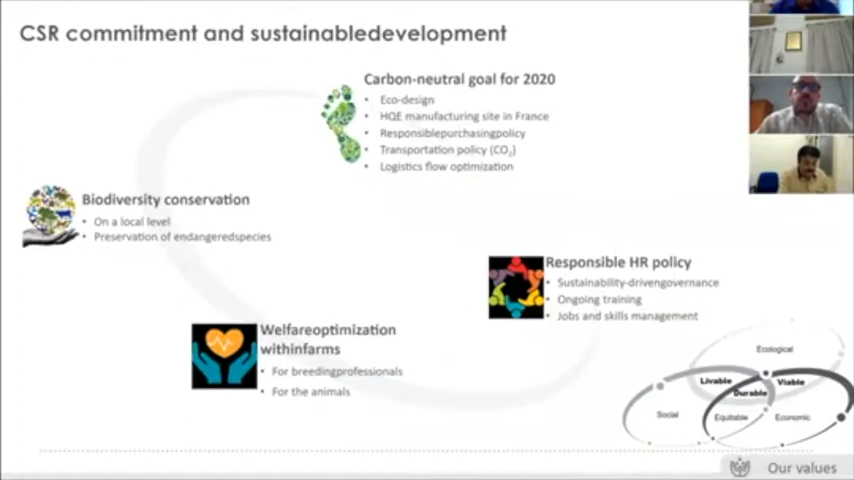 CSR commitment and sustainabledevelopment
Carbon-neutral goal for 2020
• Eco-design
• HQE manufacturing site in France
• Responsiblepurchasingpolicy
• Transportation policy (CO₂)
• Logistics flow optimization
Biodiversity conservation
• On a local level
• Preservation of endangeredspecies
Responsible HR policy
• Sustainability-drivengovernance
• Ongoing training
• Jobs and skills management
Welfareoptimization
withinfarms
• For breedingprofessionals
• For the animals
Ecological
Livable
Viable
Durable
Social
Equitable
Economic
Our values